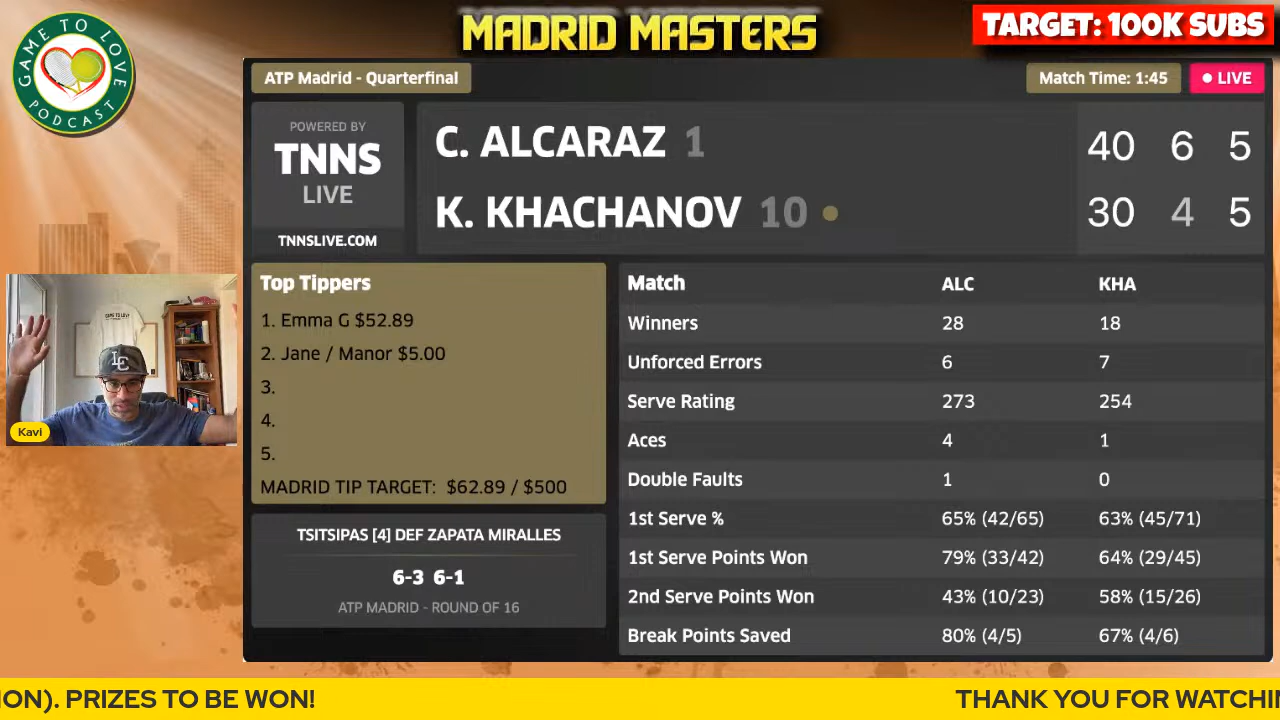 GAME TO LOVE
PODCAST
MADRID MASTERS
TARGET: 100K SUBS
ATP Madrid - Quarterfinal
Match Time: 1:45
LIVE
POWERED BY
TNNS
LIVE
TNNSLIVE.COM
C. ALCARAZ 1 40 6 5
K. KHACHANOV 10 30 4 5
Top Tippers
1. Emma G $52.89
2. Jane / Manor $5.00
3.
4.
5.
MADRID TIP TARGET: $62.89 / $500
TSITSIPAS [4] DEF ZAPATA MIRALLES
6-3 6-1
ATP MADRID - ROUND OF 16
Match ALC KHA
Winners 28 18
Unforced Errors 6 7
Serve Rating 273 254
Aces 4 1
Double Faults 1 0
1st Serve % 65% (42/65) 63% (45/71)
1st Serve Points Won 79% (33/42) 64% (29/45)
2nd Serve Points Won 43% (10/23) 58% (15/26)
Break Points Saved 80% (4/5) 67% (4/6)
Kavi
ION). PRIZES TO BE WON!
THANK YOU FOR WATCHIN